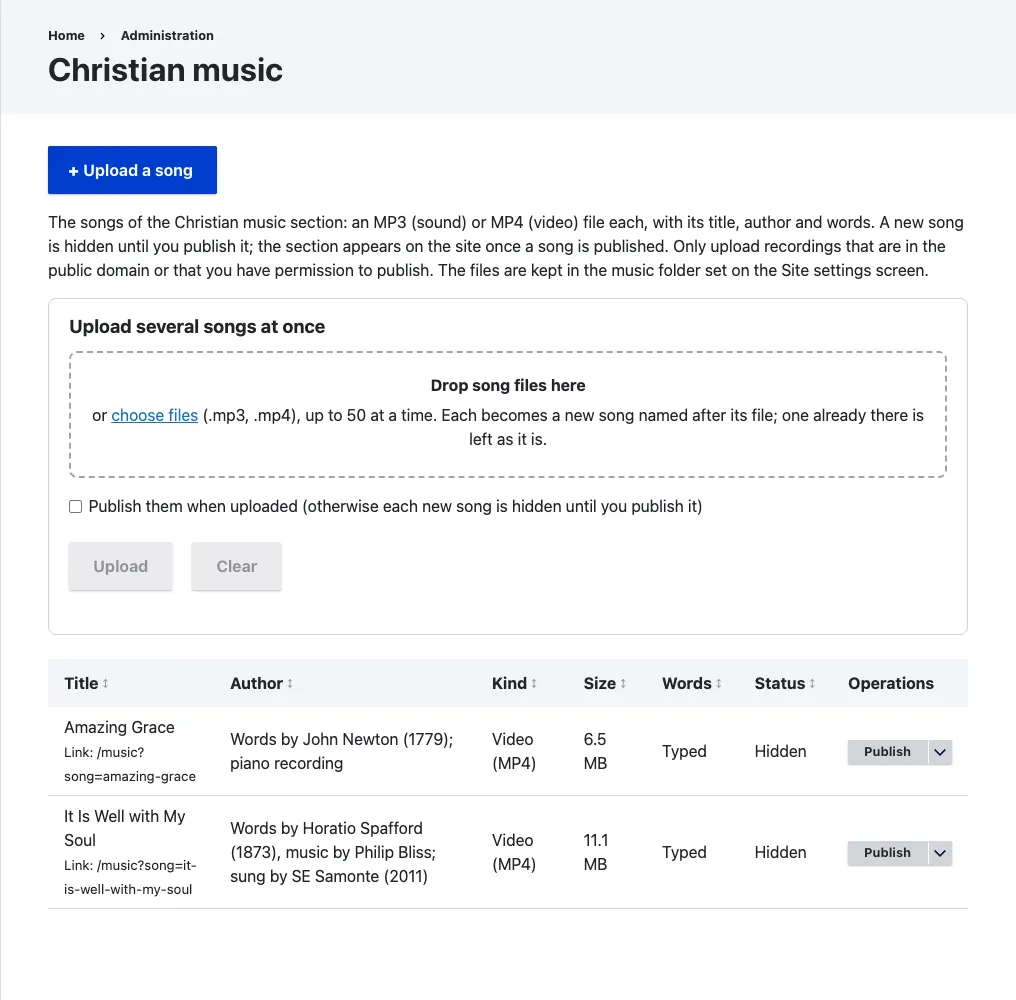 Home › Administration
Christian music
+ Upload a song
The songs of the Christian music section: an MP3 (sound) or MP4 (video) file each, with its title, author and words. A new song
is hidden until you publish it; the section appears on the site once a song is published. Only upload recordings that are in the
public domain or that you have permission to publish. The files are kept in the music folder set on the Site settings screen.
Upload several songs at once
Drop song files here
or choose files (.mp3, .mp4), up to 50 at a time. Each becomes a new song named after its file; one already there is
left as it is.
Publish them when uploaded (otherwise each new song is hidden until you publish it)
Upload Clear
Title Author Kind Size Words Status Operations
Amazing Grace
Link: /music?
song=amazing-grace
Words by John Newton (1779);
piano recording
Video
(MP4)
6.5
MB
Typed
Hidden
Publish
It Is Well with My
Soul
Link: /music?song=it-
is-well-with-my-soul
Words by Horatio Spafford
(1873), music by Philip Bliss;
sung by SE Samonte (2011)
Video
(MP4)
11.1
MB
Typed
Hidden
Publish